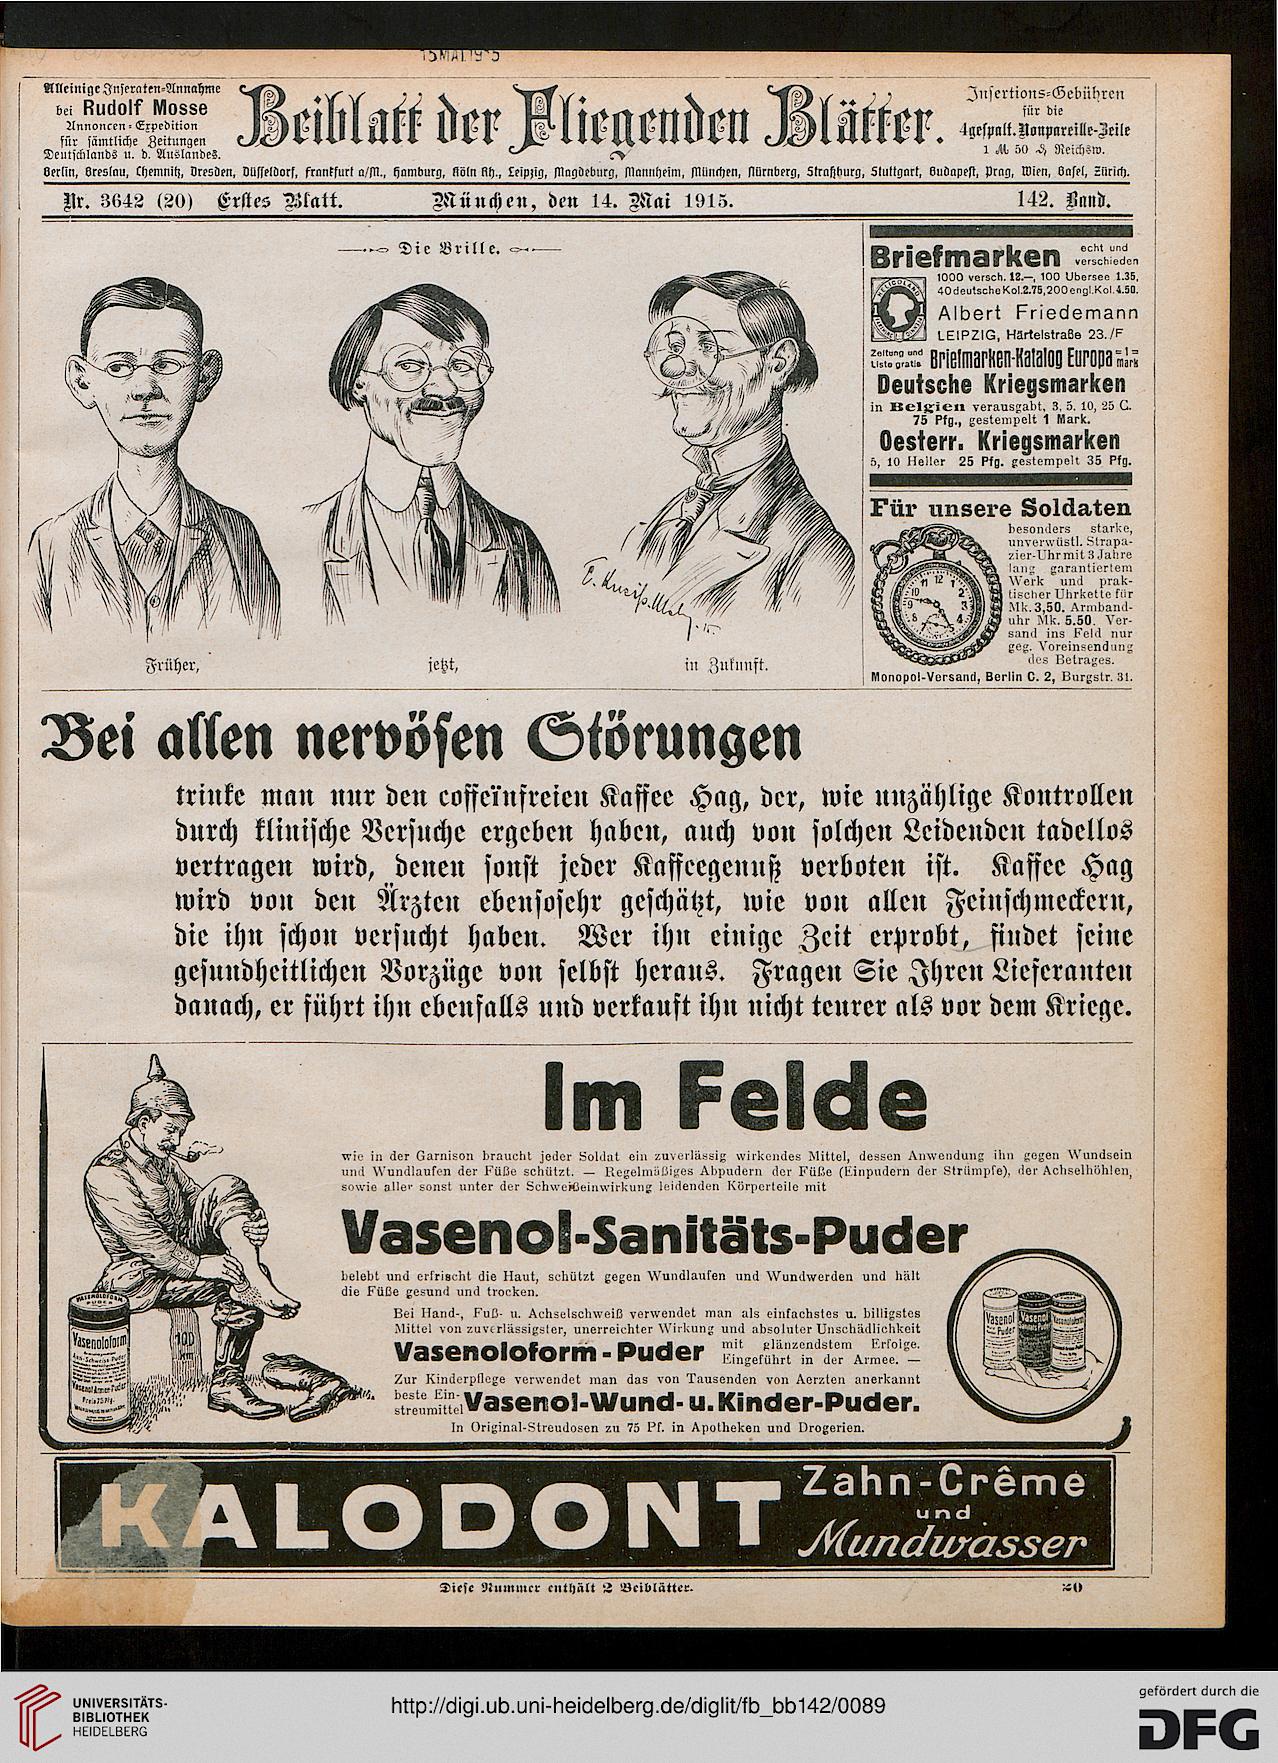 15 MAI 1915
Alleinige Inseraten-Annahme
bei Rudolf Mosse
Annoncen-Expedition
für sämtliche Zeitungen
Deutschlands u. d. Auslandes.
Beiblatt der Fliegenden Blätter.
Insertions-Gebühren
für die
4gespalt. Nonpareille-Zeile
1 ℳ 50 ₰ Reichsw.
Berlin, Breslau, Chemnitz, Dresden, Düsseldorf, Frankfurt a/M., Hamburg, Köln Rh., Leipzig, Magdeburg, Mannheim, München, Nürnberg, Straßburg, Stuttgart, Budapest, Prag, Wien, Basel, Zürich.
Nr. 3642 (20) Erstes Blatt. München, den 14. Mai 1915. 142. Band.
Die Brille.
Früher, jetzt, in Zukunft.
Briefmarken echt und
verschieden
1000 versch. 12.—, 100 Übersee 1.35,
40 deutsche Kol. 2.75, 200 engl. Kol. 4.50.
HELIGOLAND
Albert Friedemann
LEIPZIG, Härtelstraße 23./F
Zeitung und
Liste gratis Briefmarken-Katalog Europa = 1 =
mark
Deutsche Kriegsmarken
in Belgien verausgabt, 3, 5, 10, 25 C.
75 Pfg., gestempelt 1 Mark.
Oesterr. Kriegsmarken
5, 10 Heller 25 Pfg. gestempelt 35 Pfg.
Für unsere Soldaten
besonders starke,
unverwüstl. Strapa-
zier-Uhr mit 3 Jahre
lang garantiertem
Werk und prak-
tischer Uhrkette für
Mk. 3,50. Armband-
uhr Mk. 5.50. Ver-
sand ins Feld nur
geg. Voreinsendung
des Betrages.
Monopol-Versand, Berlin C. 2, Burgstr. 31.
Bei allen nervösen Störungen
trinke man nur den coffeïnfreien Kaffee Hag, der, wie unzählige Kontrollen
durch klinische Versuche ergeben haben, auch von solchen Leidenden tadellos
vertragen wird, denen sonst jeder Kaffeegenuß verboten ist. Kaffee Hag
wird von den Ärzten ebensosehr geschätzt, wie von allen Feinschmeckern,
die ihn schon versucht haben. Wer ihn einige Zeit erprobt, findet seine
gesundheitlichen Vorzüge von selbst heraus. Fragen Sie Ihren Lieferanten
danach, er führt ihn ebenfalls und verkauft ihn nicht teurer als vor dem Kriege.
Im Felde
wie in der Garnison braucht jeder Soldat ein zuverlässig wirkendes Mittel, dessen Anwendung ihn gegen Wundsein
und Wundlaufen der Füße schützt. — Regelmäßiges Abpudern der Füße (Einpudern der Strümpfe), der Achselhöhlen,
sowie aller sonst unter der Schweißeinwirkung leidenden Körperteile mit
Vasenol-Sanitäts-Puder
belebt und erfrischt die Haut, schützt gegen Wundlaufen und Wundwerden und hält
die Füße gesund und trocken.
Bei Hand-, Fuß- u. Achselschweiß verwendet man als einfachstes u. billigstes
Mittel von zuverlässigster, unerreichter Wirkung und absoluter Unschädlichkeit
Vasenoloform-Puder mit glänzendstem Erfolge.
Eingeführt in der Armee. —
Zur Kinderpflege verwendet man das von Tausenden von Aerzten anerkannt
beste Ein-
streumittel Vasenol-Wund- u. Kinder-Puder.
In Original-Streudosen zu 75 Pf. in Apotheken und Drogerien.
VASENOLOFORM
PUDER
Vasenoloform
100
km
Vasenol
Puder
Vasenol
KALODONT
Zahn-Crême
und
Mundwasser
Diese Nummer enthält 2 Beiblätter.
20
UNIVERSITÄTS-
BIBLIOTHEK
HEIDELBERG
http://digi.ub.uni-heidelberg.de/diglit/fb_bb142/0089
gefördert durch die
DFG